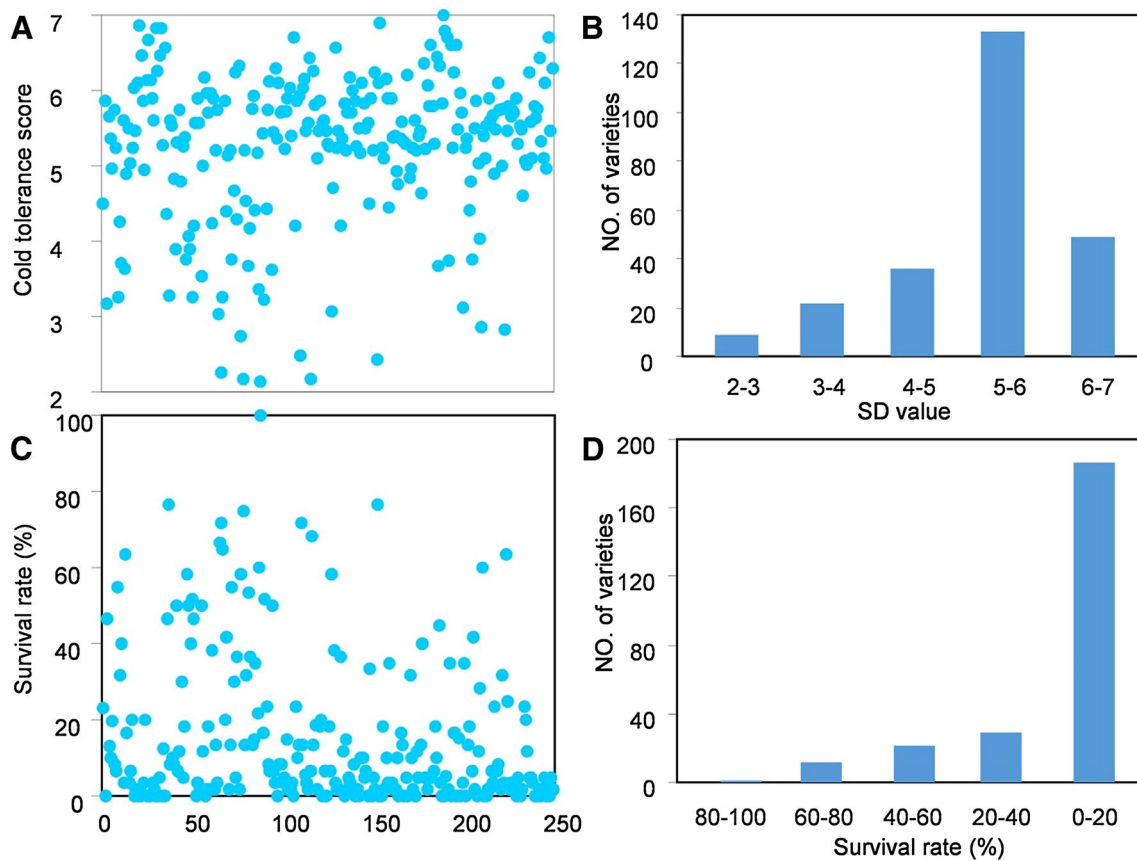 A
Cold tolerance score
7
6
5
4
3
2
B
NO. of varieties
140
120
100
80
60
40
20
0
2-3 3-4 4-5 5-6 6-7
SD value
C
Survival rate (%)
100
80
60
40
20
0
0 50 100 150 200 250
D
NO. of varieties
200
160
120
80
40
0
80-100 60-80 40-60 20-40 0-20
Survival rate (%)